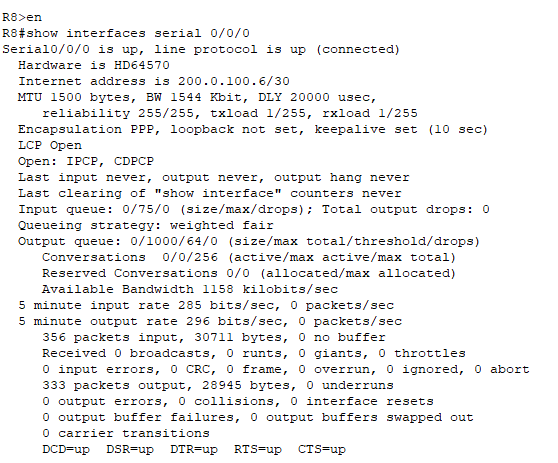 R8>en
R8#show interfaces serial 0/0/0
Serial0/0/0 is up, line protocol is up (connected)
Hardware is HD64570
Internet address is 200.0.100.6/30
MTU 1500 bytes, BW 1544 Kbit, DLY 20000 usec,
reliability 255/255, txload 1/255, rxload 1/255
Encapsulation PPP, loopback not set, keepalive set (10 sec)
LCP Open
Open: IPCP, CDPCP
Last input never, output never, output hang never
Last clearing of "show interface" counters never
Input queue: 0/75/0 (size/max/drops); Total output drops: 0
Queueing strategy: weighted fair
Output queue: 0/1000/64/0 (size/max total/threshold/drops)
Conversations  0/0/256 (active/max active/max total)
Reserved Conversations 0/0 (allocated/max allocated)
Available Bandwidth 1158 kilobits/sec
5 minute input rate 285 bits/sec, 0 packets/sec
5 minute output rate 296 bits/sec, 0 packets/sec
356 packets input, 30711 bytes, 0 no buffer
Received 0 broadcasts, 0 runts, 0 giants, 0 throttles
0 input errors, 0 CRC, 0 frame, 0 overrun, 0 ignored, 0 abort
333 packets output, 28945 bytes, 0 underruns
0 output errors, 0 collisions, 0 interface resets
0 output buffer failures, 0 output buffers swapped out
0 carrier transitions
DCD=up  DSR=up  DTR=up  RTS=up  CTS=up